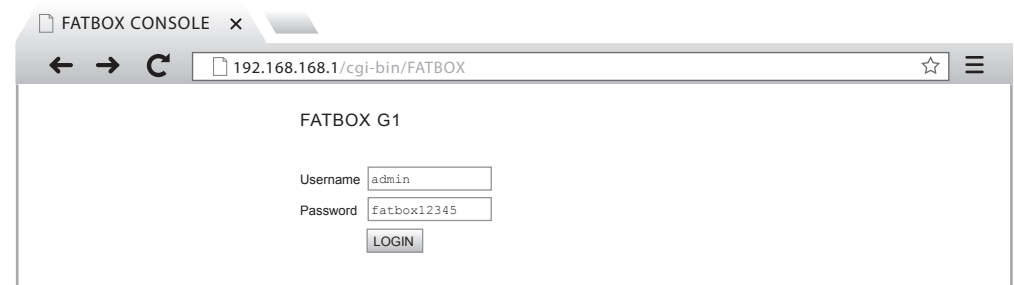 FATBOX CONSOLE
192.168.168.1/cgi-bin/FATBOX
FATBOX G1
Username admin
Password fatbox12345
LOGIN